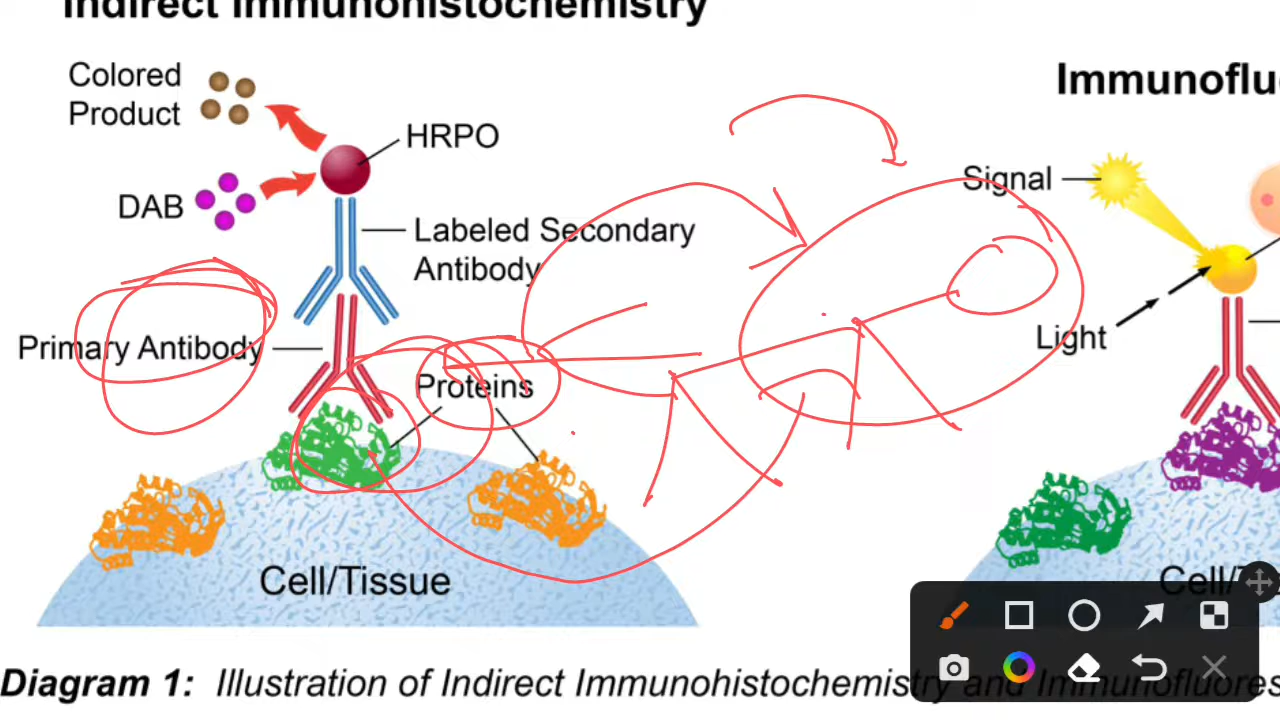 Indirect Immunohistochemistry
Colored
Product
HRPO
DAB
Labeled Secondary
Antibody
Primary Antibody
Proteins
Cell/Tissue
Immunoflu
Signal
Light
Cell/
Diagram 1: Illustration of Indirect Immunohistochemistry and Immunofluores